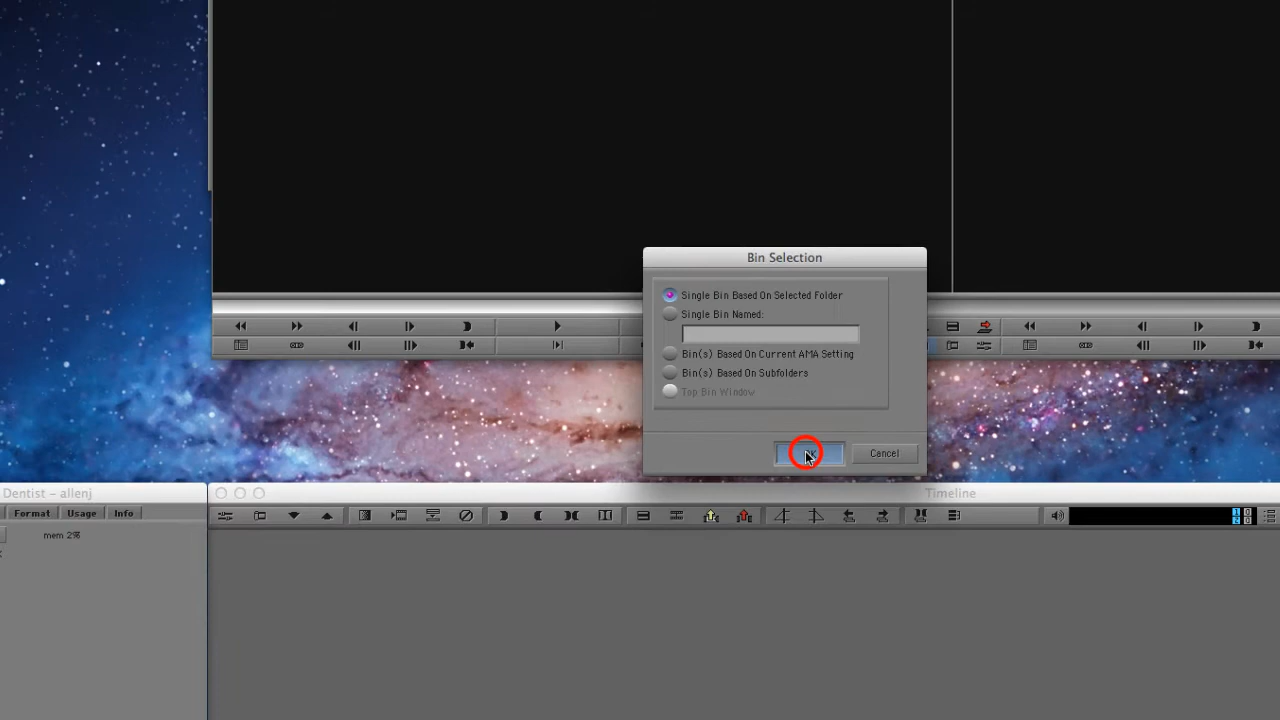 Bin Selection
Single Bin Based On Selected Folder
Single Bin Named:
Bin(s) Based On Current AMA Setting
Bin(s) Based On Subfolders
Top Bin Window
Cancel
Dentist - allenj
Timeline
Format Usage Info
mem 2%